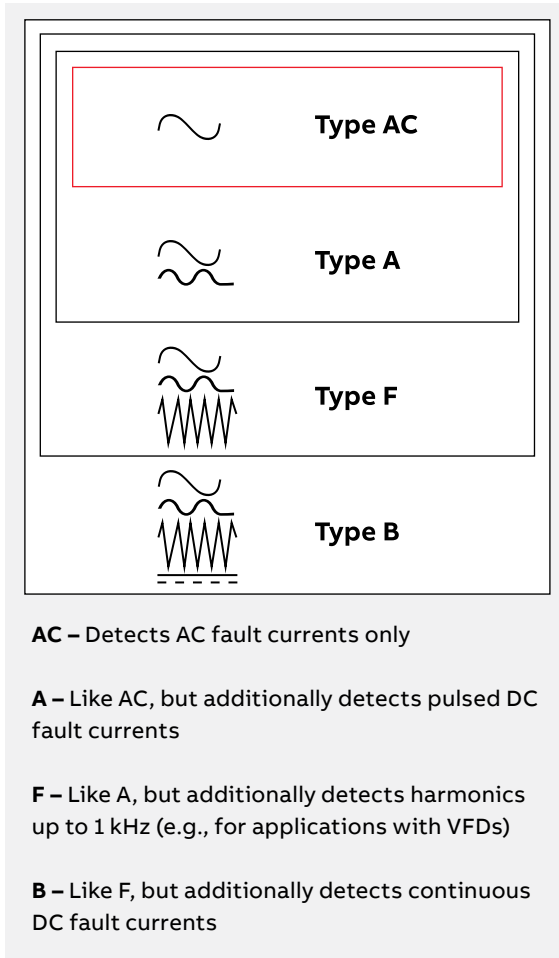 Type AC
Type A
Type F
Type B
AC – Detects AC fault currents only
A – Like AC, but additionally detects pulsed DC
fault currents
F – Like A, but additionally detects harmonics
up to 1 kHz (e.g., for applications with VFDs)
B – Like F, but additionally detects continuous
DC fault currents